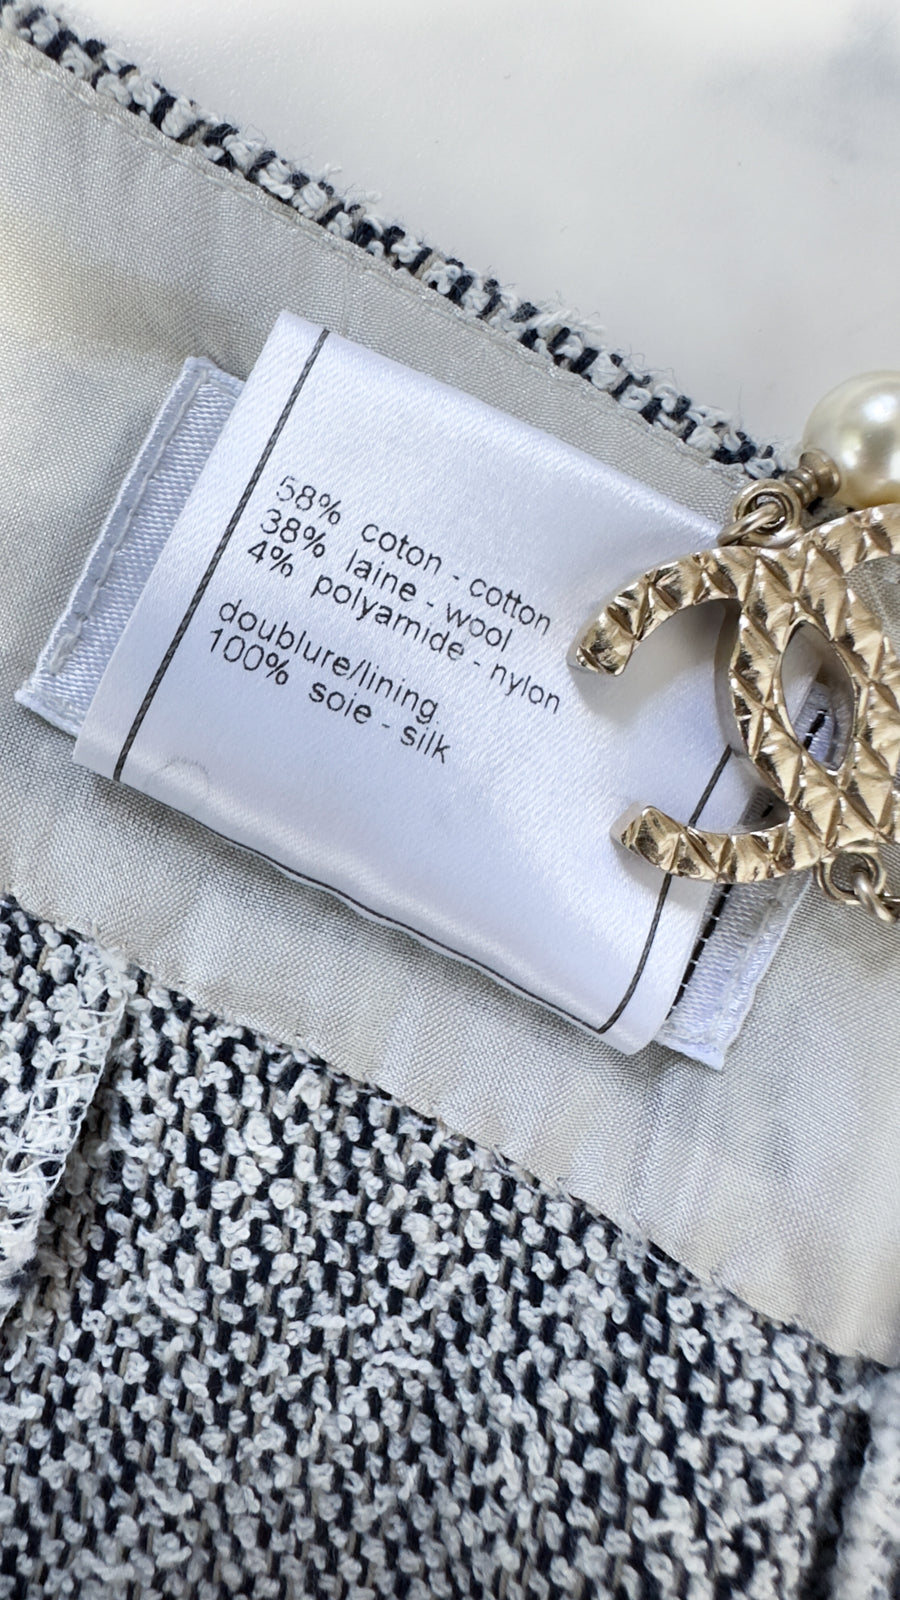 58% coton - cotton
38% laine - wool
4% polyamide - nylon
doublure/lining
100% soie - silk